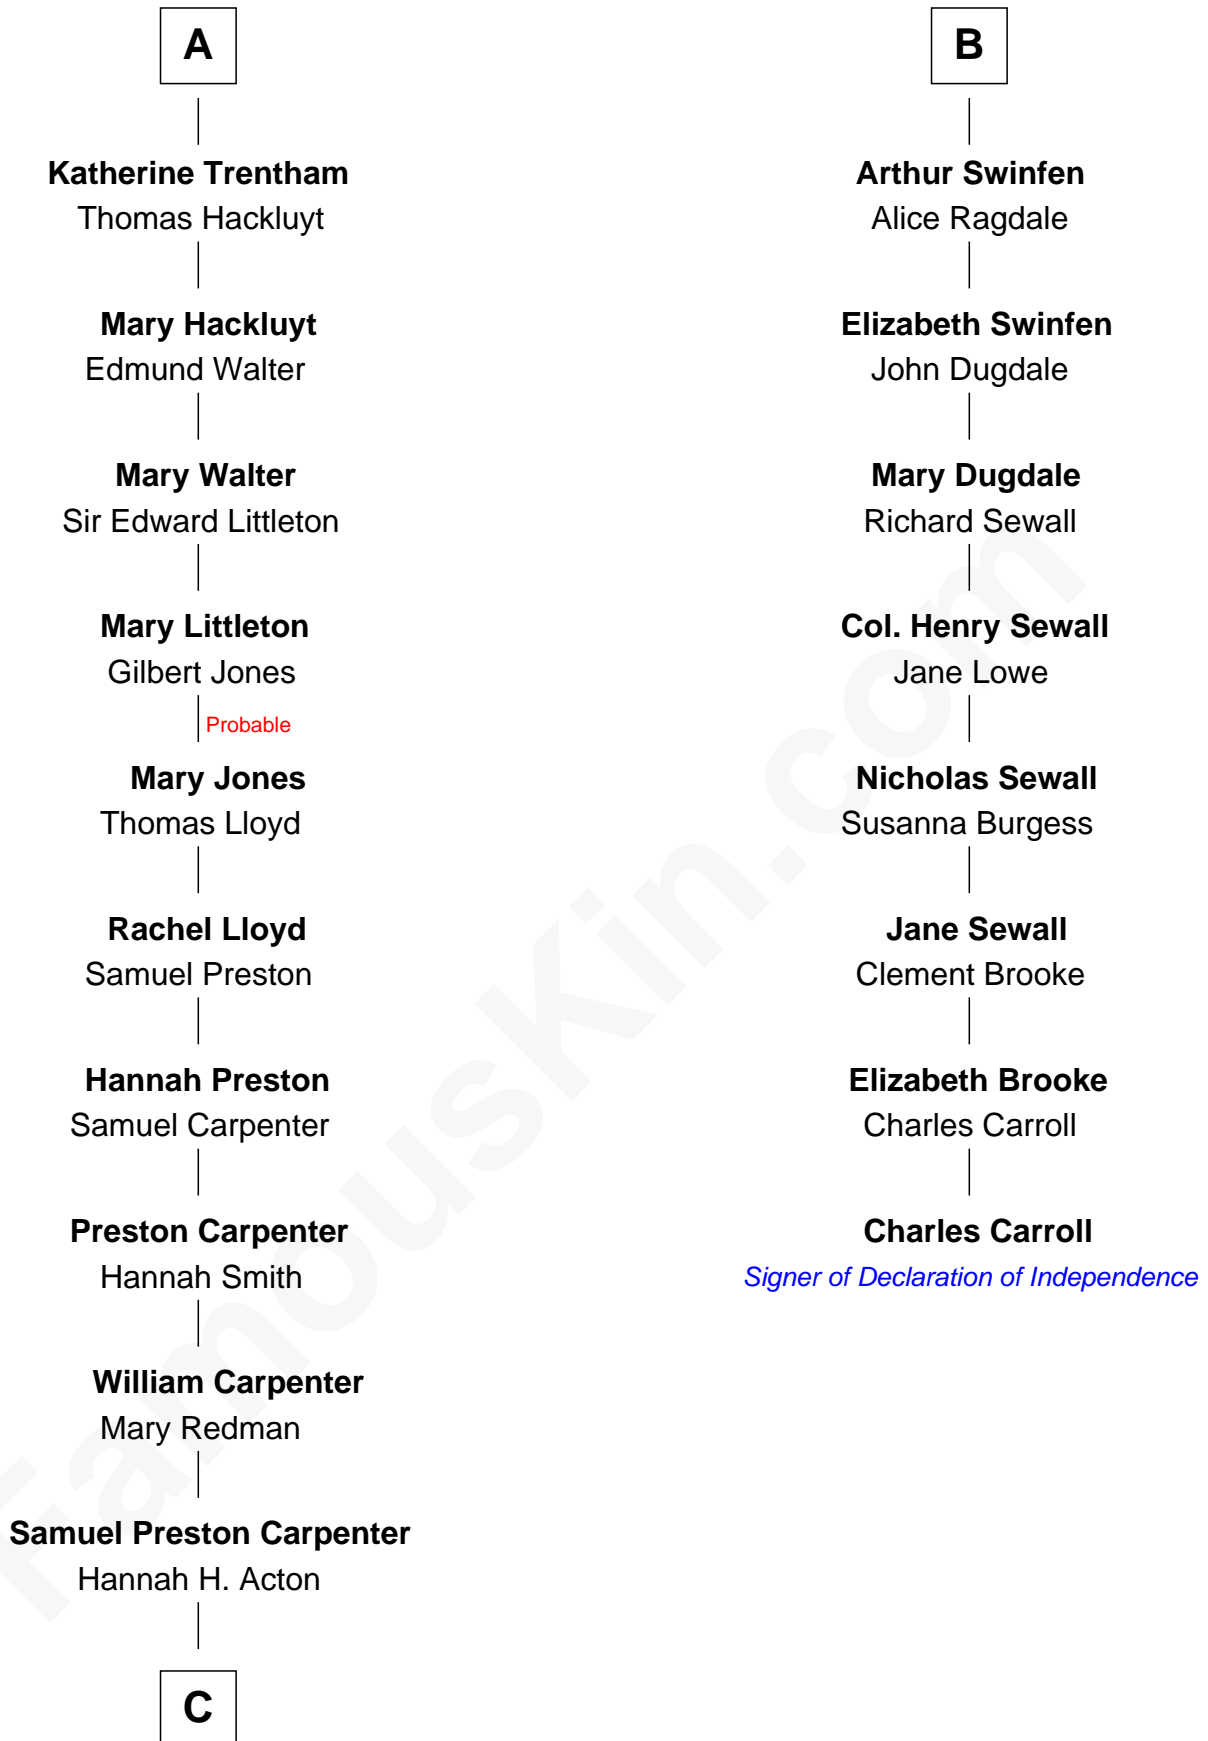 A
Katherine Trentham
Thomas Hackluyt
Mary Hackluyt
Edmund Walter
Mary Walter
Sir Edward Littleton
Mary Littleton
Gilbert Jones
Probable
Mary Jones
Thomas Lloyd
Rachel Lloyd
Samuel Preston
Hannah Preston
Samuel Carpenter
Preston Carpenter
Hannah Smith
William Carpenter
Mary Redman
Samuel Preston Carpenter
Hannah H. Acton
C
B
Arthur Swinfen
Alice Ragdale
Elizabeth Swinfen
John Dugdale
Mary Dugdale
Richard Sewall
Col. Henry Sewall
Jane Lowe
Nicholas Sewall
Susanna Burgess
Jane Sewall
Clement Brooke
Elizabeth Brooke
Charles Carroll
Charles Carroll
Signer of Declaration of Independence
FamousKin.com